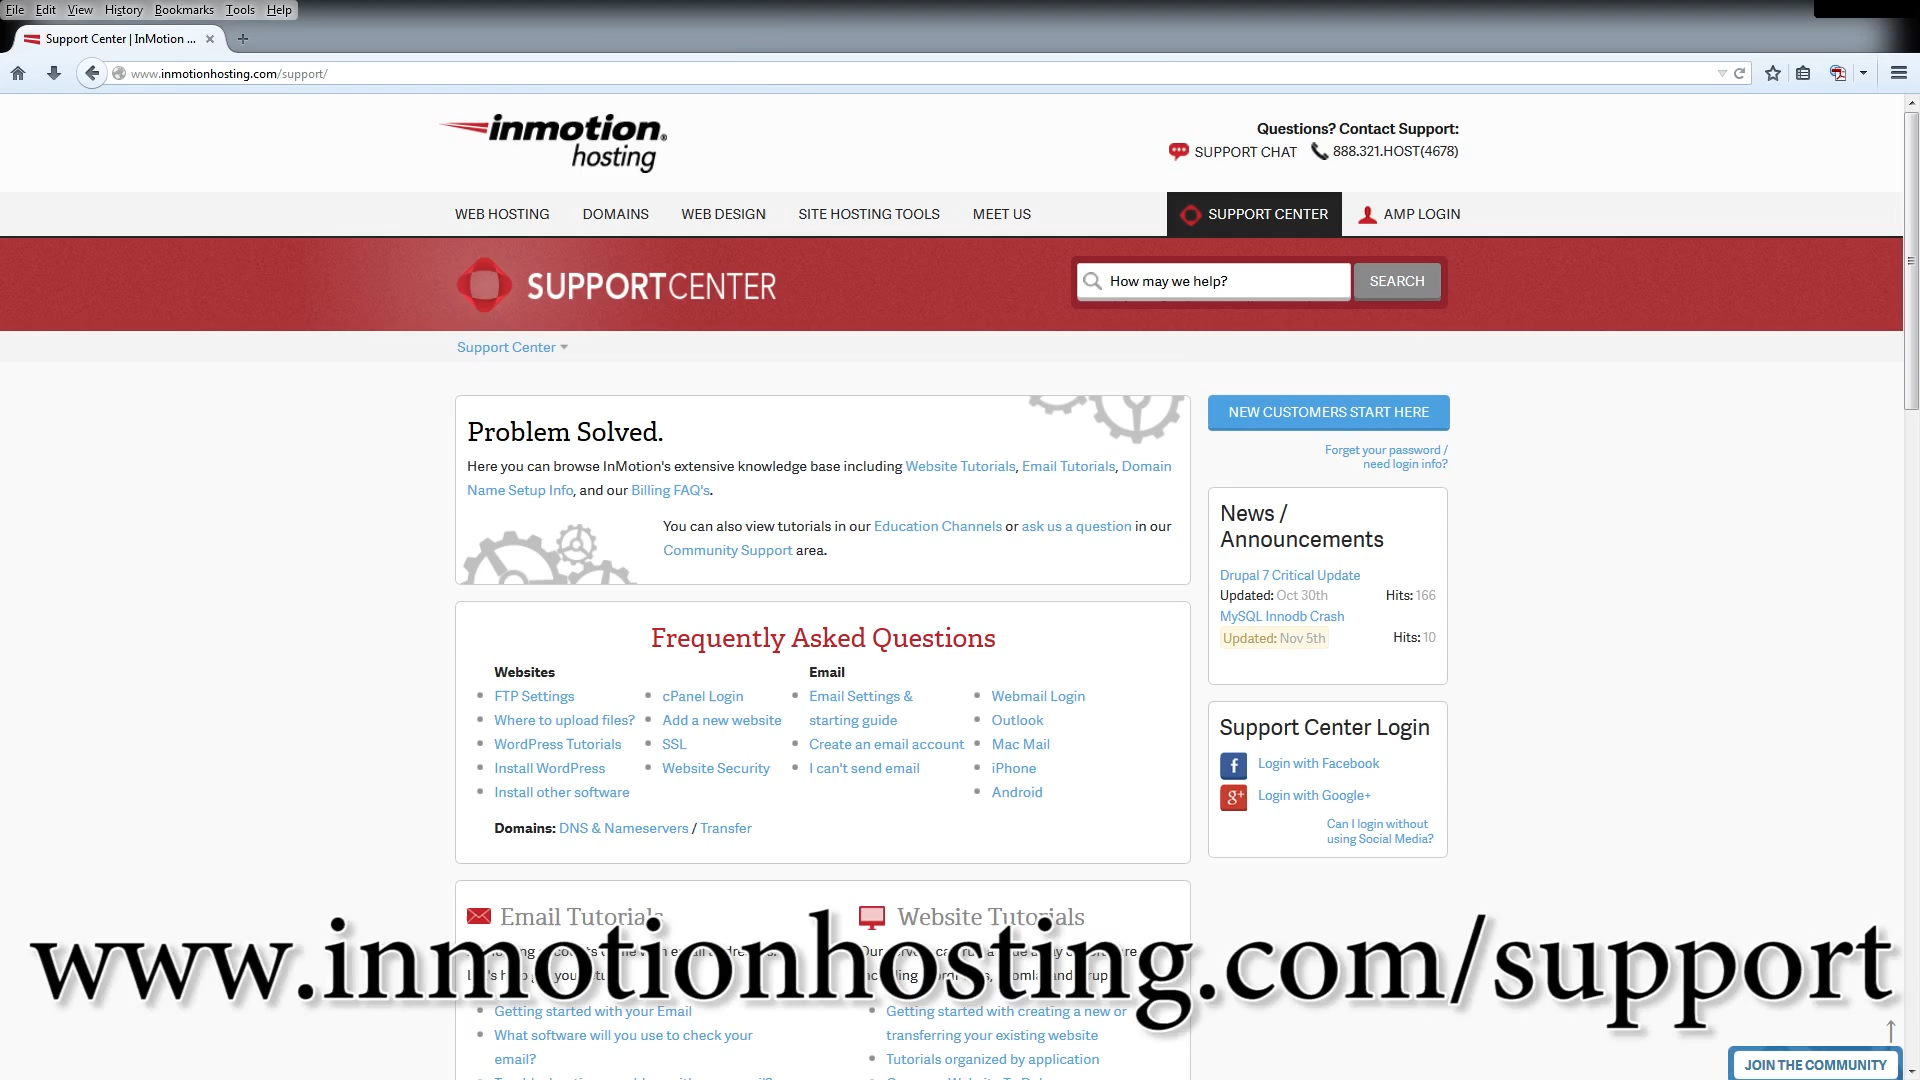 File Edit View History Bookmarks Tools Help
Support Center | InMotion ...
www.inmotionhosting.com/support/
inmotion®
hosting
Questions? Contact Support:
SUPPORT CHAT 888.321.HOST(4678)
WEB HOSTING DOMAINS WEB DESIGN SITE HOSTING TOOLS MEET US SUPPORT CENTER AMP LOGIN
SUPPORTCENTER
How may we help? SEARCH
Support Center
Problem Solved.
Here you can browse InMotion's extensive knowledge base including Website Tutorials, Email Tutorials, Domain
Name Setup Info, and our Billing FAQ's.
You can also view tutorials in our Education Channels or ask us a question in our
Community Support area.
NEW CUSTOMERS START HERE
Forget your password /
need login info?
News /
Announcements
Drupal 7 Critical Update
Updated: Oct 30th Hits: 166
MySQL Innodb Crash
Updated: Nov 5th Hits: 10
Frequently Asked Questions
Websites Email
FTP Settings cPanel Login Email Settings & Webmail Login
Where to upload files? Add a new website starting guide Outlook
WordPress Tutorials SSL Create an email account Mac Mail
Install WordPress Website Security I can't send email iPhone
Install other software Android
Domains: DNS & Nameservers / Transfer
Support Center Login
f Login with Facebook
g+ Login with Google+
Can I login without
using Social Media?
Email Tutorials Website Tutorials
www.inmotionhosting.com/support
Getting started with your Email Getting started with creating a new or
What software will you use to check your transferring your existing website
email? Tutorials organized by application
JOIN THE COMMUNITY